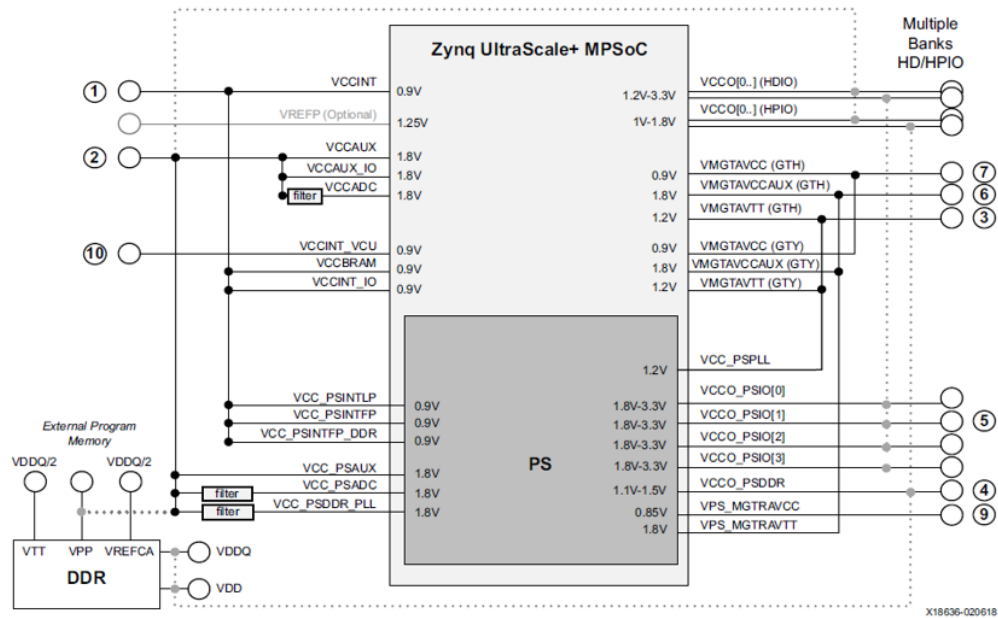 Multiple
Banks
HD/HPIO
Zynq UltraScale+ MPSoC
1
VCCINT
0.9V
VREFP (Optional)
1.25V
2
VCCAUX
1.8V
VCCAUX_IO
1.8V
filter
VCCADC
1.8V
10
VCCINT_VCU
0.9V
VCCBRAM
0.9V
VCCINT_IO
0.9V
1.2V-3.3V
VCCO[0..] (HDIO)
1V-1.8V
VCCO[0..] (HPIO)
0.9V
VMGTAVCC (GTH)
7
1.8V
VMGTAVCCAUX (GTH)
6
1.2V
VMGTAVTT (GTH)
3
0.9V
VMGTAVCC (GTY)
1.8V
VMGTAVCCAUX (GTY)
1.2V
VMGTAVTT (GTY)
PS
VCC_PSINTLP
0.9V
VCC_PSINTFP
0.9V
VCC_PSINTFP_DDR
0.9V
VCC_PSAUX
1.8V
filter
VCC_PSADC
1.8V
filter
VCC_PSDDR_PLL
1.8V
1.2V
VCC_PSPLL
1.8V-3.3V
VCCO_PSIO[0]
1.8V-3.3V
VCCO_PSIO[1]
5
1.8V-3.3V
VCCO_PSIO[2]
1.8V-3.3V
VCCO_PSIO[3]
1.1V-1.5V
VCCO_PSDDR
4
0.85V
VPS_MGTRAVCC
9
1.8V
VPS_MGTRAVTT
External Program
Memory
VDDQ/2
VDDQ/2
VTT
VPP
VREFCA
DDR
VDDQ
VDD
X18636-020618